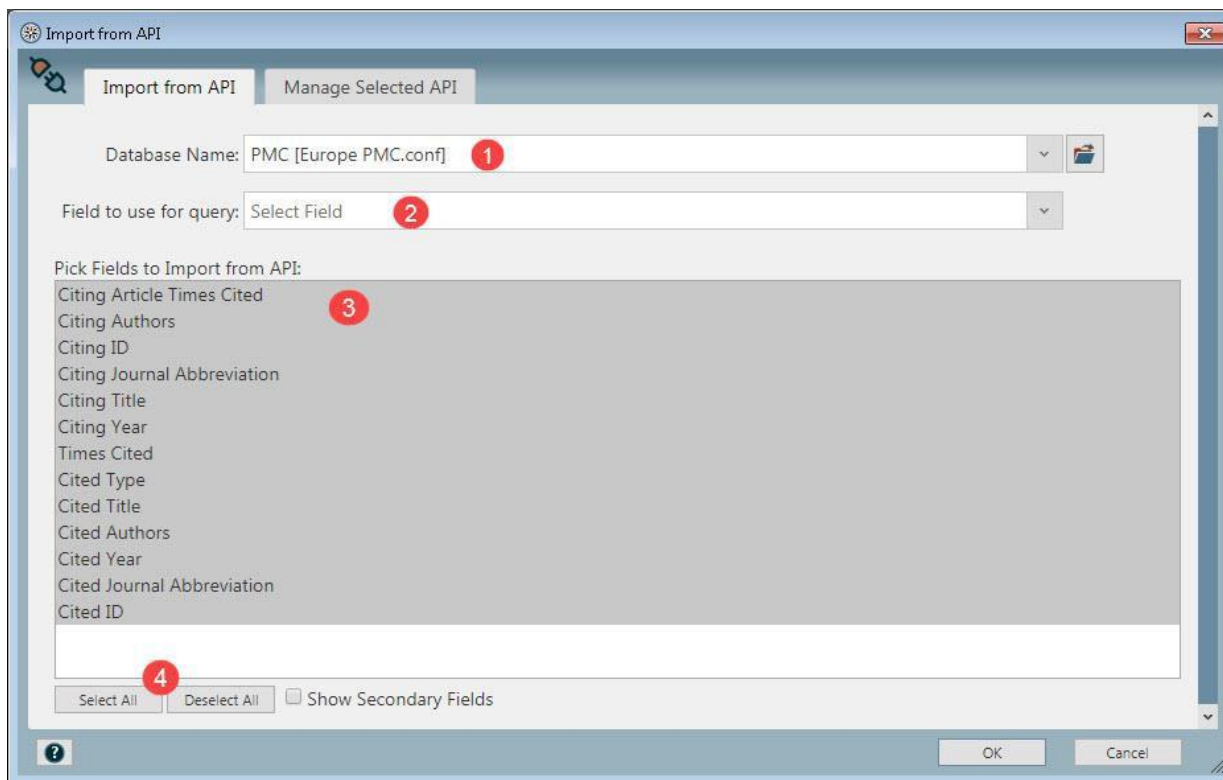 Import from API
Import from API
Manage Selected API
Database Name: PMC [Europe PMC.conf] 1
Field to use for query: Select Field 2
Pick Fields to Import from API:
Citing Article Times Cited
3
Citing Authors
Citing ID
Citing Journal Abbreviation
Citing Title
Citing Year
Times Cited
Cited Type
Cited Title
Cited Authors
Cited Year
Cited Journal Abbreviation
Cited ID
4
Select All Deselect All Show Secondary Fields
? OK Cancel